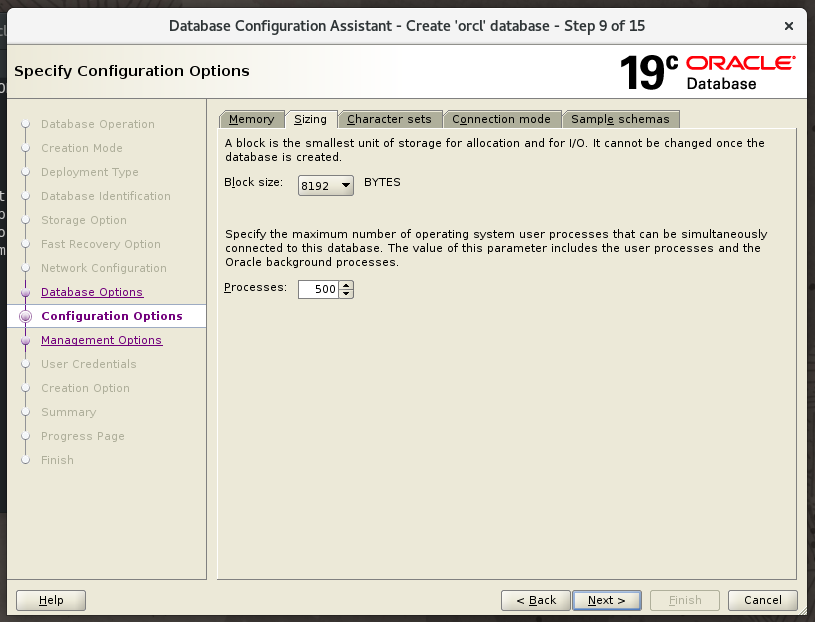 Database Configuration Assistant - Create 'orcl' database - Step 9 of 15
Specify Configuration Options
19c ORACLE
Database
Database Operation
Creation Mode
Deployment Type
Database Identification
Storage Option
Fast Recovery Option
Network Configuration
Database Options
Configuration Options
Management Options
User Credentials
Creation Option
Summary
Progress Page
Finish
Memory Sizing Character sets Connection mode Sample schemas
A block is the smallest unit of storage for allocation and for I/O. It cannot be changed once the
database is created.
Block size: 8192 BYTES
Specify the maximum number of operating system user processes that can be simultaneously
connected to this database. The value of this parameter includes the user processes and the
Oracle background processes.
Processes: 500
Help < Back Next > Finish Cancel